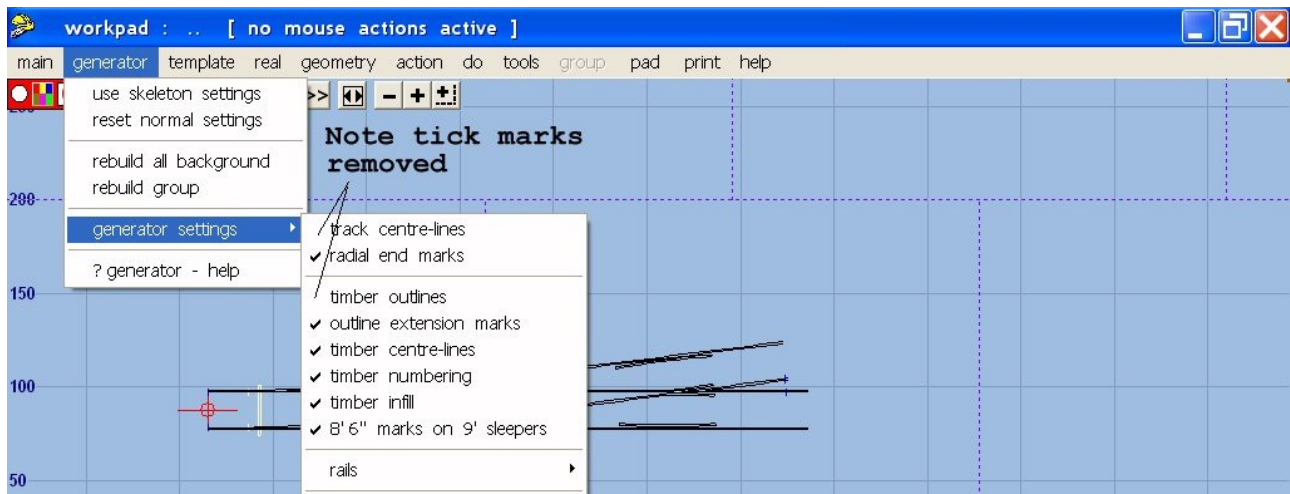 workpad : .. [ no mouse actions active ]
main generator template real geometry action do tools group pad print help
use skeleton settings
reset normal settings
rebuild all background
rebuild group
generator settings
? generator - help
>>
- + ±
Note tick marks
removed
track centre-lines
✓ radial end marks
timber outlines
✓ outline extension marks
✓ timber centre-lines
✓ timber numbering
✓ timber infill
✓ 8' 6" marks on 9' sleepers
rails
200
150
100
50